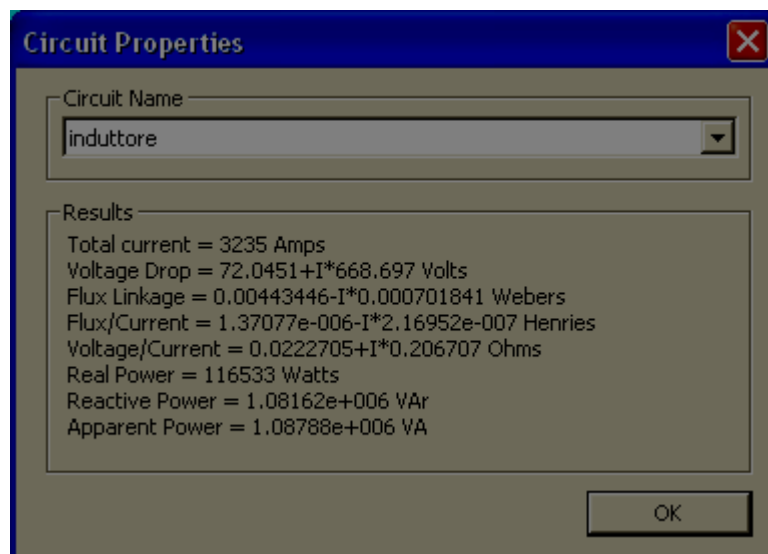 Circuit Properties
Circuit Name
induttore
Results
Total current = 3235 Amps
Voltage Drop = 72.0451+I*668.697 Volts
Flux Linkage = 0.00443446-I*0.000701841 Webers
Flux/Current = 1.37077e-006-I*2.16952e-007 Henries
Voltage/Current = 0.0222705+I*0.206707 Ohms
Real Power = 116533 Watts
Reactive Power = 1.08162e+006 VAr
Apparent Power = 1.08788e+006 VA
OK